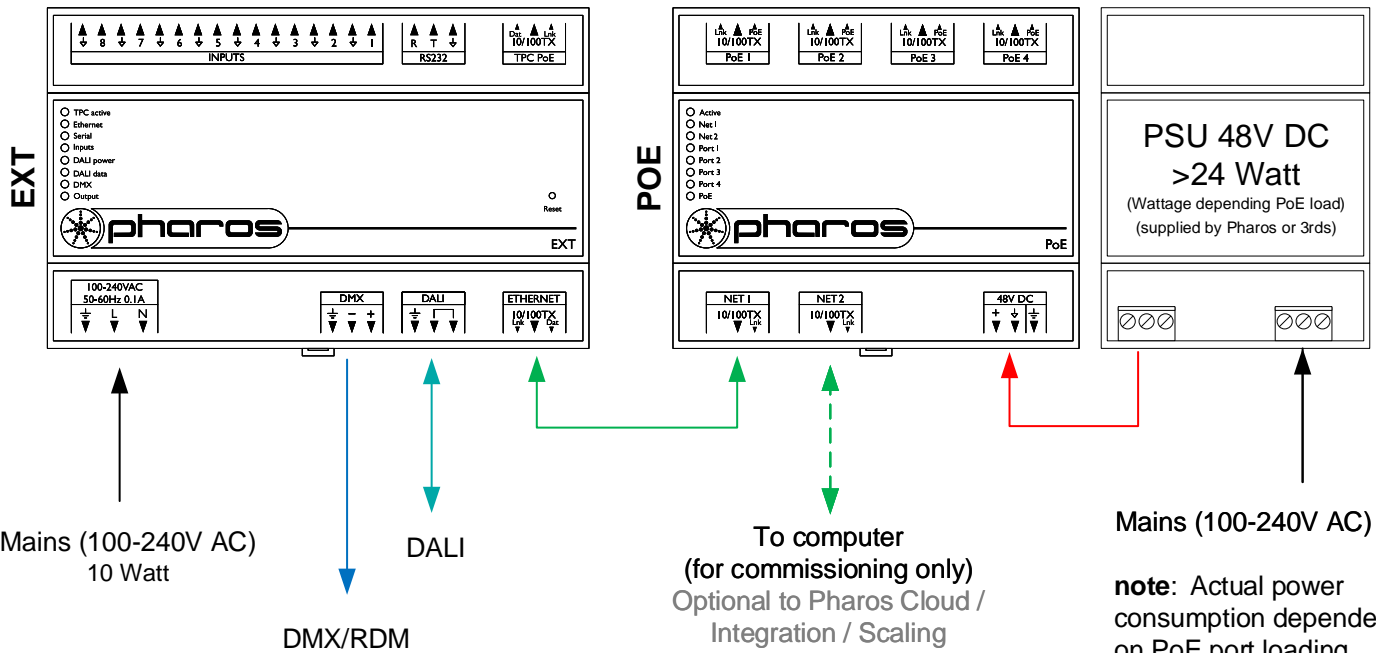 8 7 6 5 4 3 2 1
INPUTS
R T
RS232
Dat Lnk
10/100TX
TPC PoE
EXT
TPC active
Ethernet
Serial
Inputs
DALI power
DALI data
DMX
Output
Reset
pharos
EXT
100-240VAC
50-60Hz 0.1A
L N
DMX
- +
DALI
ETHERNET
10/100TX
Lnk Dat
Lnk PoE
10/100TX
PoE 1
Lnk PoE
10/100TX
PoE 2
Lnk PoE
10/100TX
PoE 3
Lnk PoE
10/100TX
PoE 4
POE
Active
Net 1
Net 2
Port 1
Port 2
Port 3
Port 4
PoE
pharos
PoE
NET 1
10/100TX
Lnk
NET 2
10/100TX
Lnk
48V DC
+
PSU 48V DC
>24 Watt
(Wattage depending PoE load)
(supplied by Pharos or 3rds)
Mains (100-240V AC)
10 Watt
DMX/RDM
DALI
To computer
(for commissioning only)
Optional to Pharos Cloud /
Integration / Scaling
Mains (100-240V AC)
note: Actual power
consumption depende
on PoE port loading